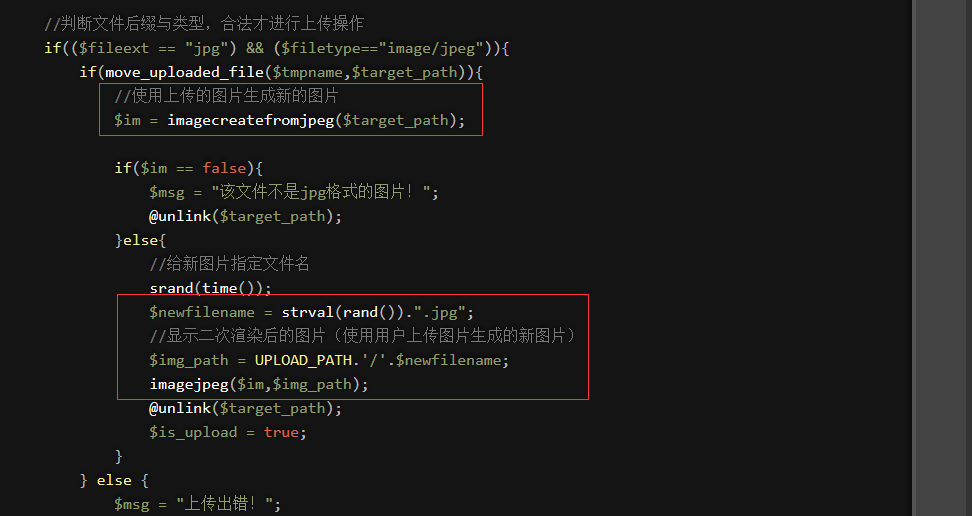 //判断文件后缀与类型，合法才进行上传操作
if(($fileext == "jpg") && ($filetype=="image/jpeg")){
if(move_uploaded_file($tmpname,$target_path)){
//使用上传的图片生成新的图片
$im = imagecreatefromjpeg($target_path);
if($im == false){
$msg = "该文件不是jpg格式的图片！";
@unlink($target_path);
}else{
//给新图片指定文件名
srand(time());
$newfilename = strval(rand()).".jpg";
//显示二次渲染后的图片（使用用户上传图片生成的新图片）
$img_path = UPLOAD_PATH.'/'.$newfilename;
imagejpeg($im,$img_path);
@unlink($target_path);
$is_upload = true;
}
} else {
$msg = "上传出错！";